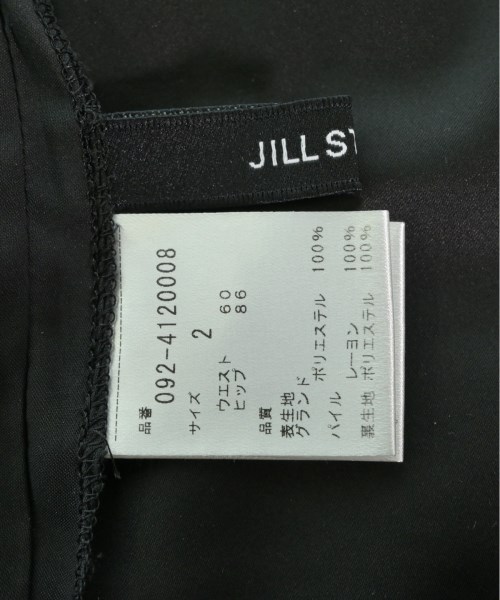 JILL ST
品番 092-4120008
サイズ 2
ウエスト 60
ヒップ 86
品質
表生地
グランド ポリエステル 100%
パイル レーヨン 100%
裏生地 ポリエステル 100%